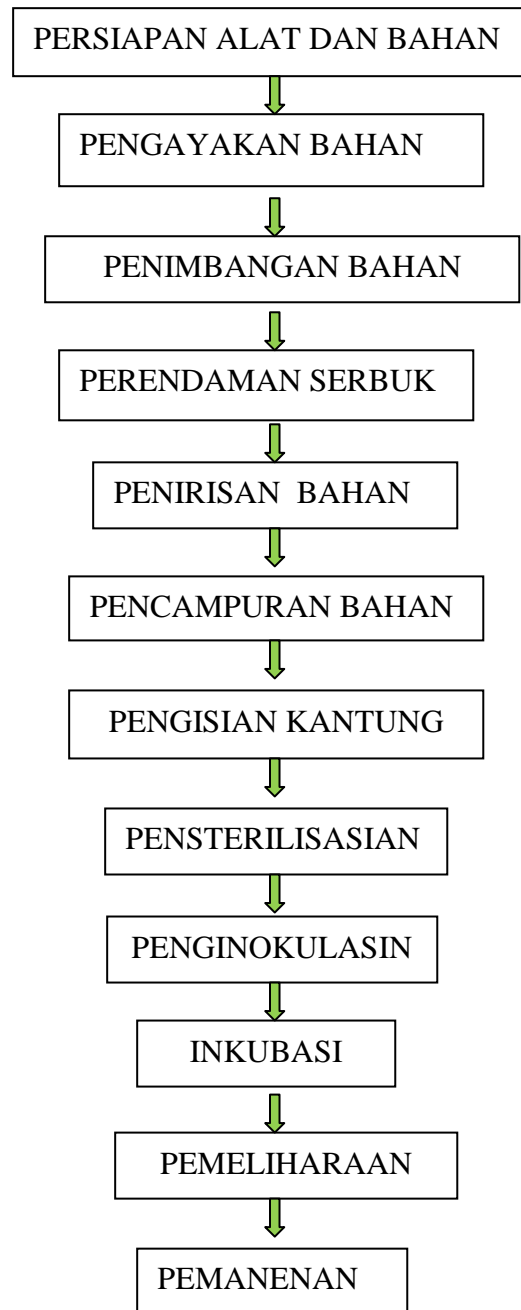 PERSIAPAN ALAT DAN BAHAN
PENGAYAKAN BAHAN
PENIMBANGAN BAHAN
PERENDAMAN SERBUK
PENIRISAN BAHAN
PENCAMPURAN BAHAN
PENGISIAN KANTUNG
PENSTERILISASIAN
PENGINOKULASIN
INKUBASI
PEMELIHARAAN
PEMANENAN